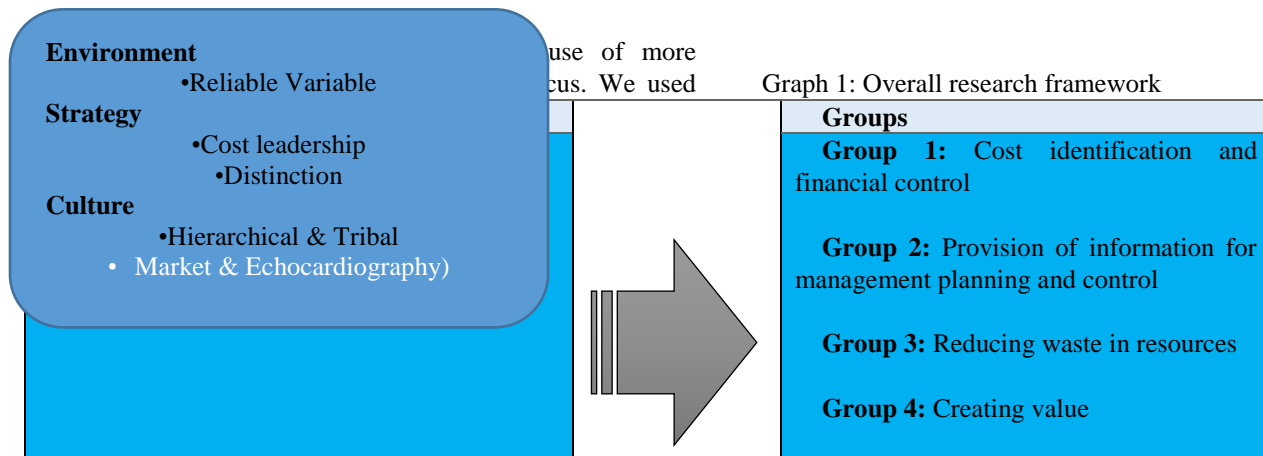 Environment
•Reliable Variable
Strategy
•Cost leadership
•Distinction
Culture
•Hierarchical & Tribal
• Market & Echocardiography)
use of more
cus. We used
Graph 1: Overall research framework
Groups
Group 1: Cost identification and
financial control
Group 2: Provision of information for
management planning and control
Group 3: Reducing waste in resources
Group 4: Creating value